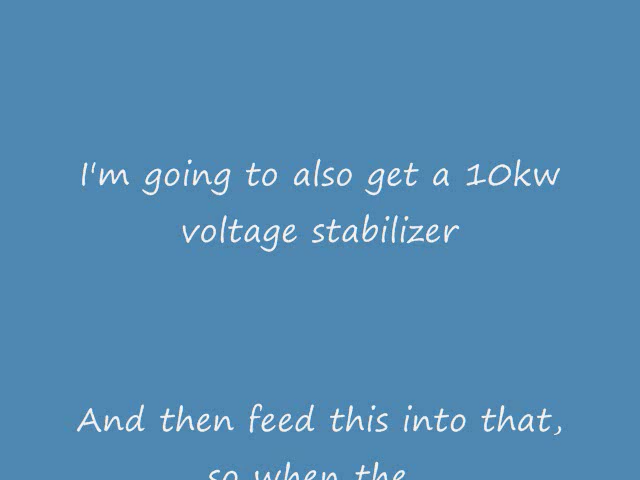 I'm going to also get a 10kw
voltage stabilizer
And then feed this into that,
so when the